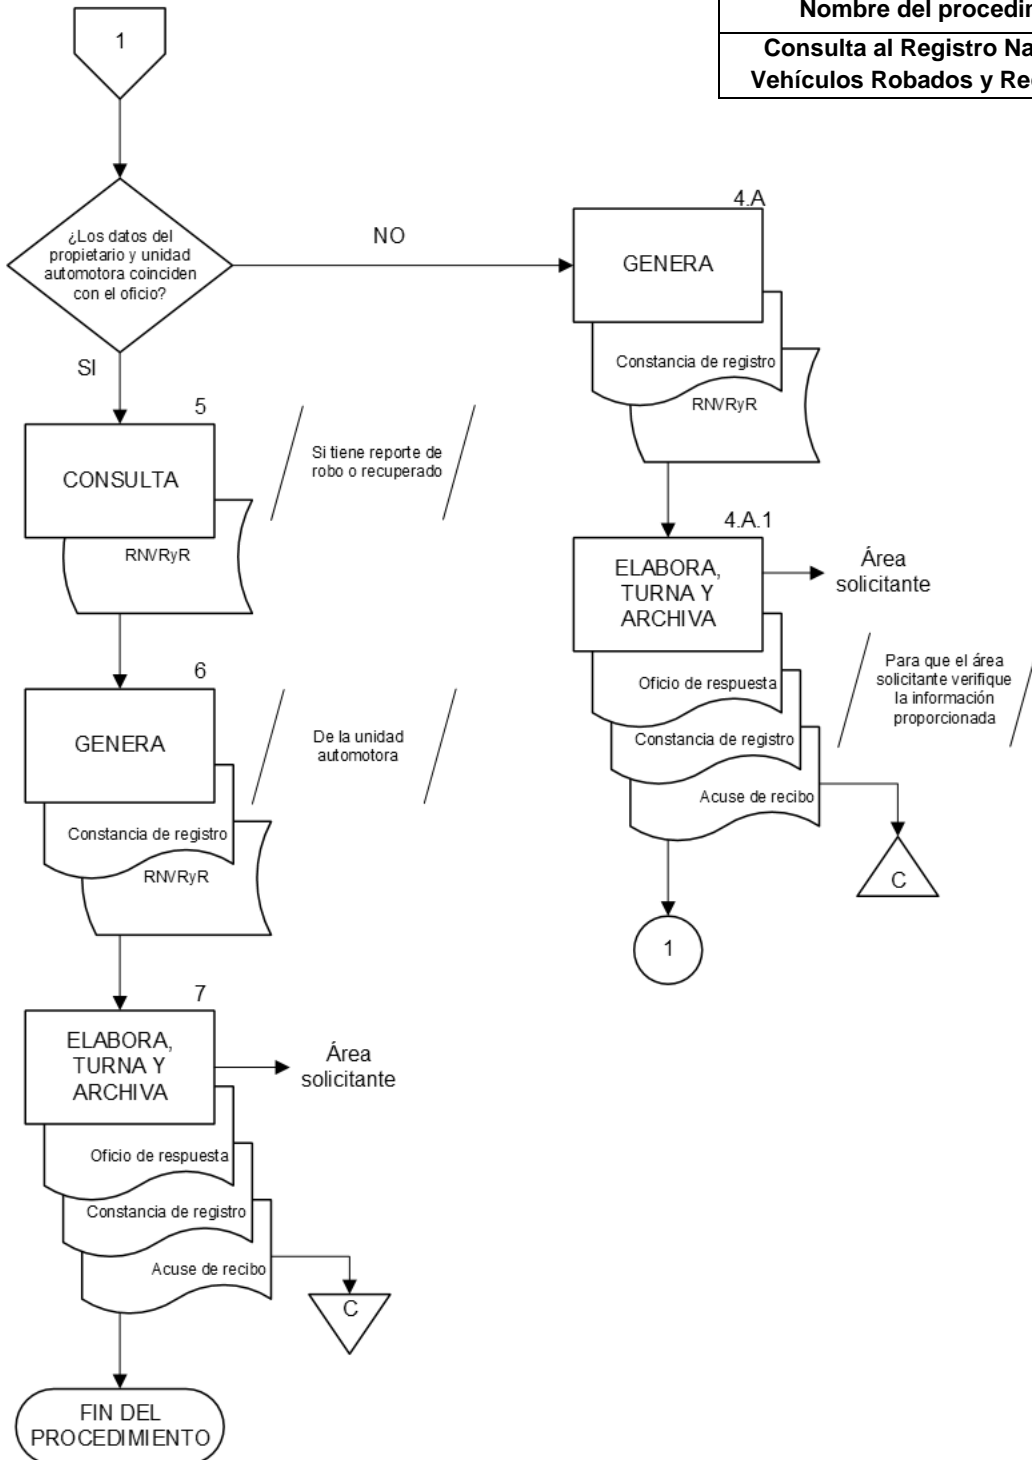 Nombre del procedim
Consulta al Registro Na
Vehículos Robados y Re
1
¿Los datos del
propietario y unidad
automotora coinciden
con el oficio?
NO
SI
4.A
GENERA
Constancia de registro
RNVRyR
5
CONSULTA
RNVRyR
Si tiene reporte de
robo o recuperado
4.A.1
ELABORA,
TURNA Y
ARCHIVA
Área
solicitante
Oficio de respuesta
Constancia de registro
Acuse de recibo
Para que el área
solicitante verifique
la información
proporcionada
C
1
6
GENERA
Constancia de registro
RNVRyR
De la unidad
automotora
7
ELABORA,
TURNA Y
ARCHIVA
Área
solicitante
Oficio de respuesta
Constancia de registro
Acuse de recibo
C
FIN DEL
PROCEDIMIENTO